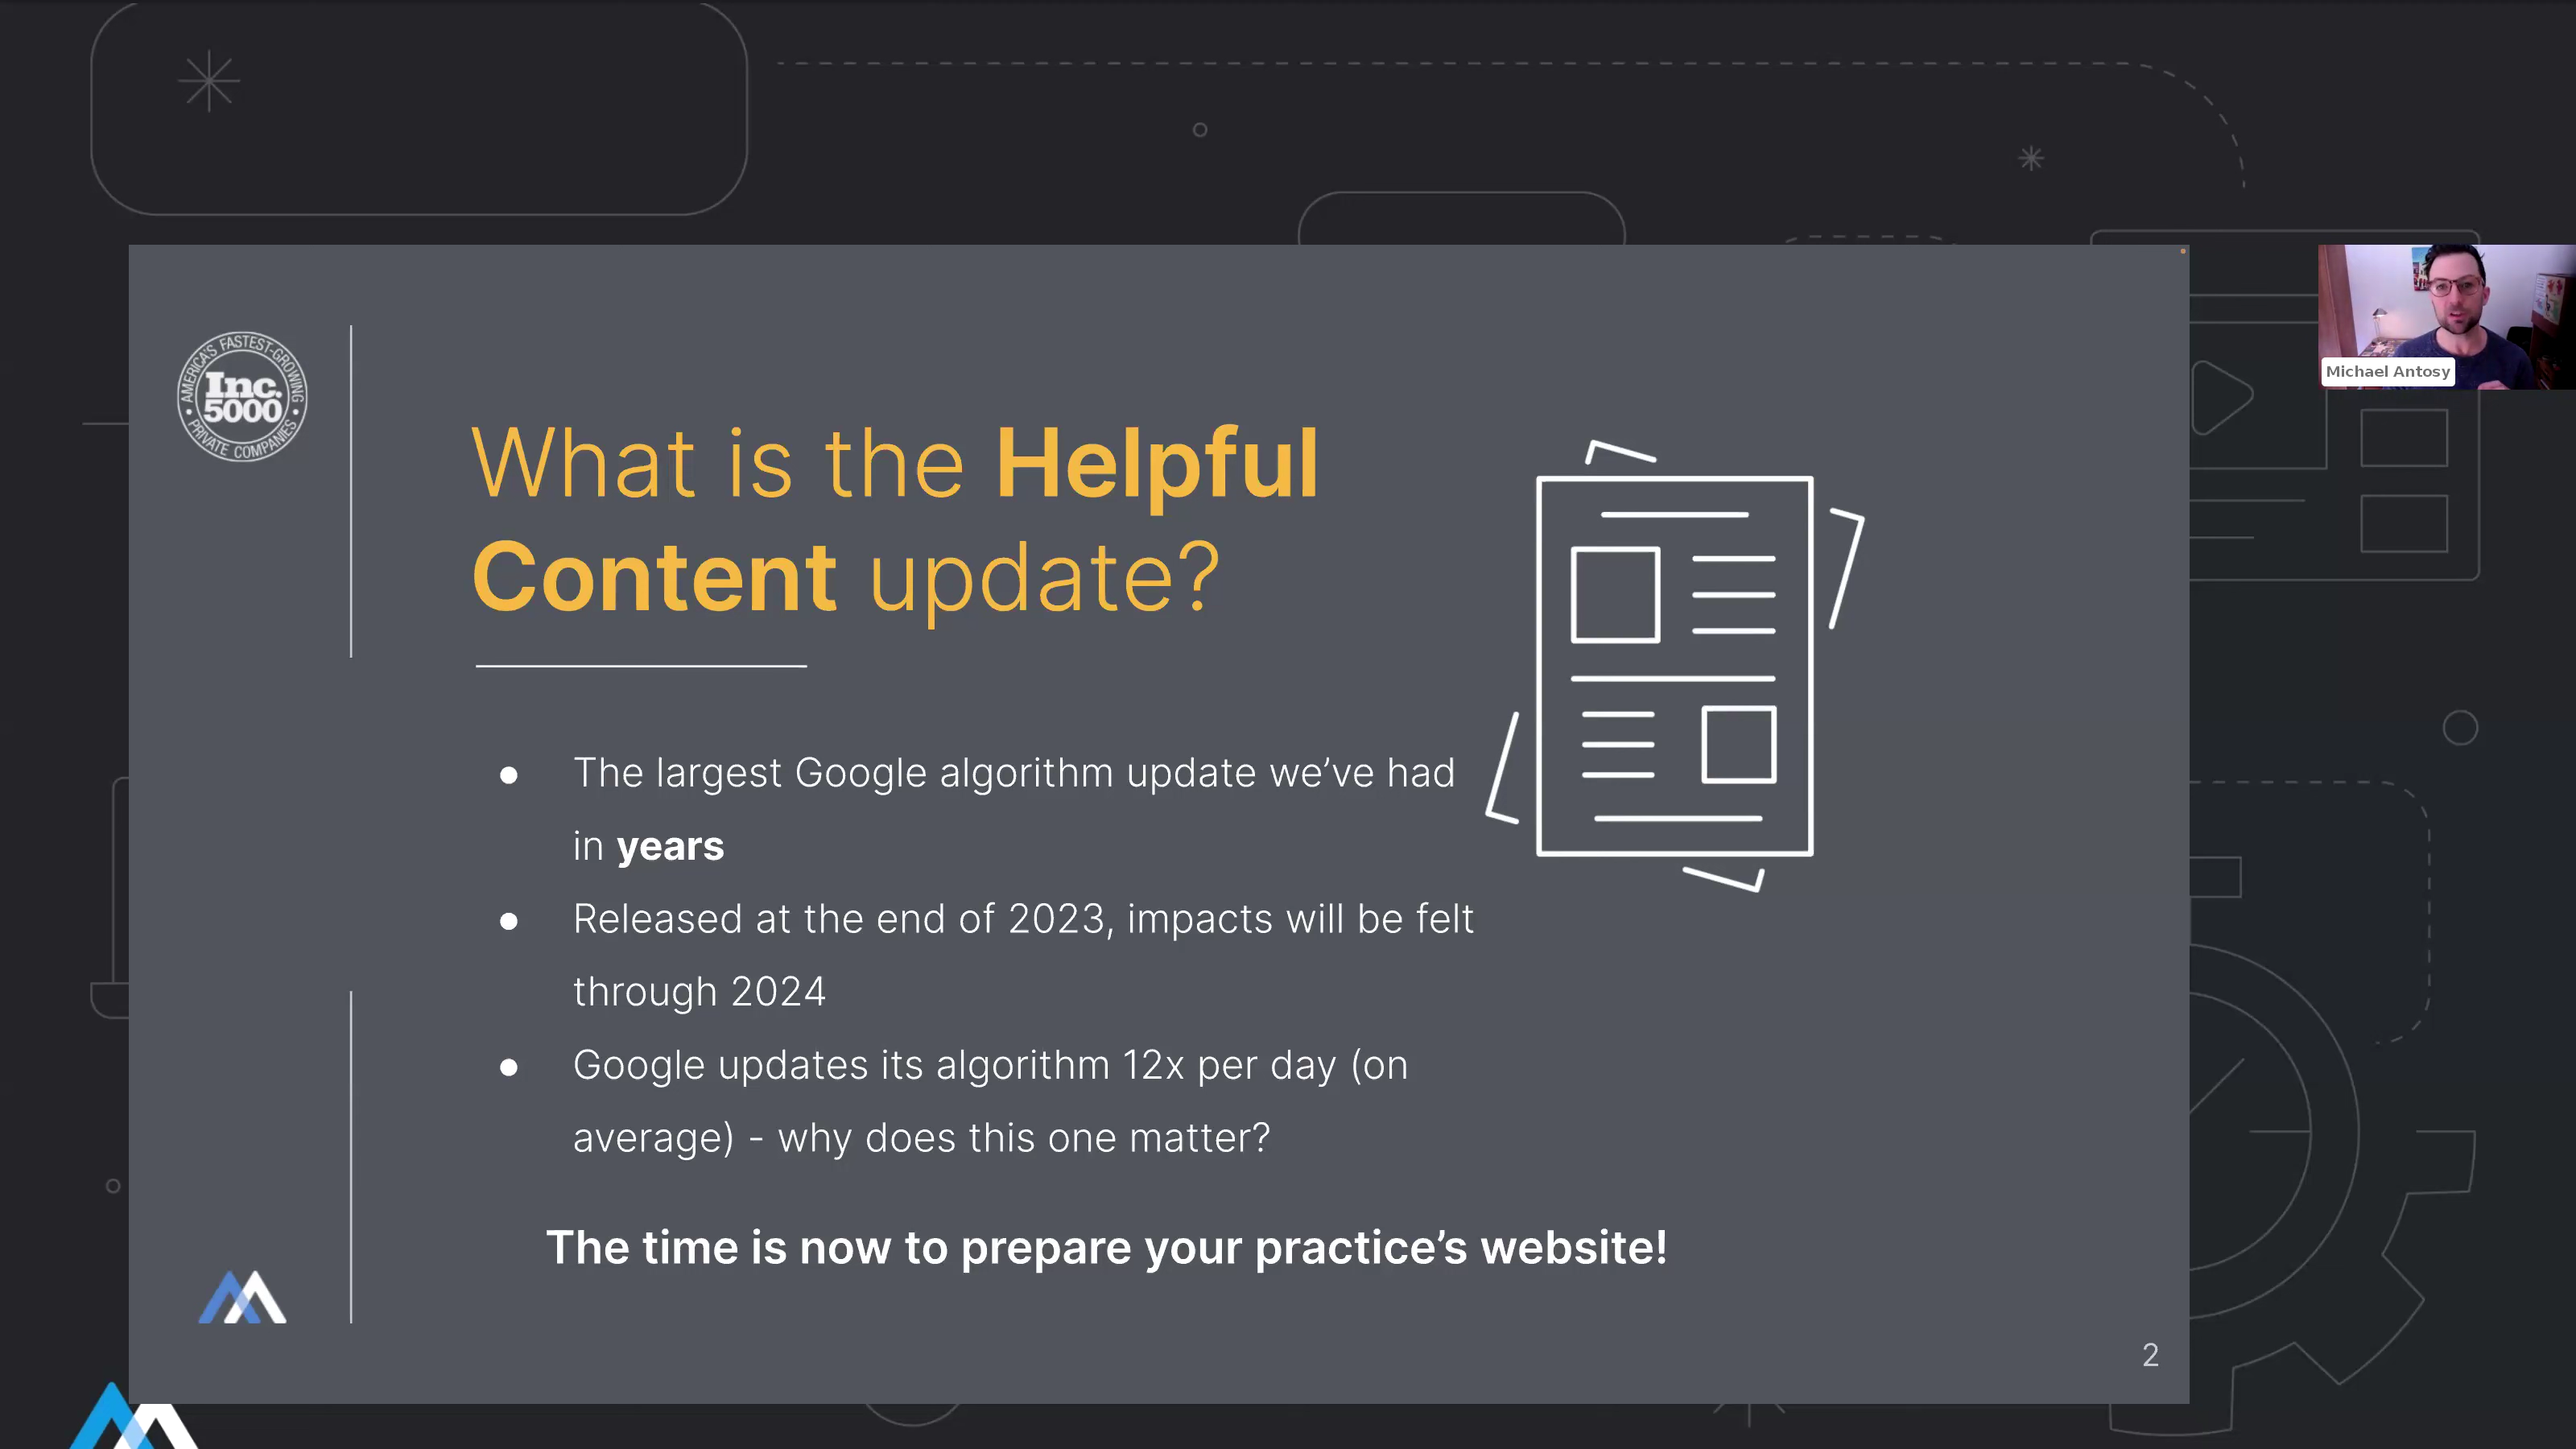 AMERICA'S FASTEST-GROWING
Inc.
5000
PRIVATE COMPANIES
What is the Helpful
Content update?
● The largest Google algorithm update we’ve had
in years
● Released at the end of 2023, impacts will be felt
through 2024
● Google updates its algorithm 12x per day (on
average) - why does this one matter?
The time is now to prepare your practice’s website!
2
Michael Antosy